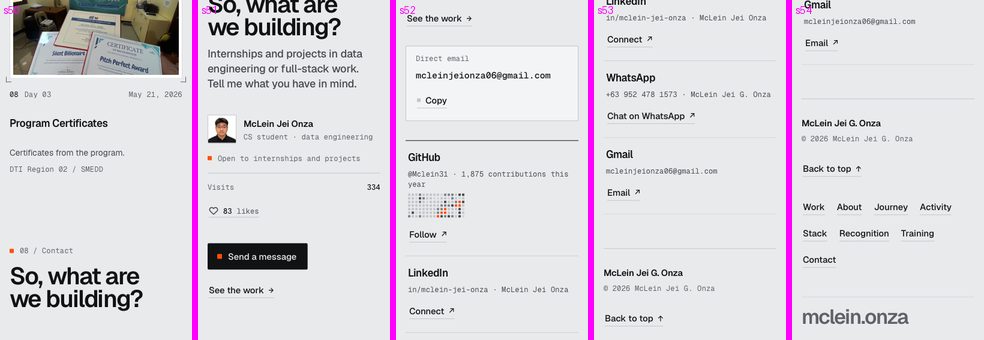 CERTIFICATE
Silent Billionaire
CERTIFICATE
Pitch Perfect Award
08 Day 03
May 21, 2026
Program Certificates
Certificates from the program.
DTI Region 02 / SMEDD
08 / Contact
So, what are
we building?
s51
So, what are
we building?
Internships and projects in data
engineering or full-stack work.
Tell me what you have in mind.
McLein Jei Onza
CS student · data engineering
Open to internships and projects
Visits
334
83 likes
Send a message
See the work →
s52
See the work →
Direct email
mcleinjeionza06@gmail.com
Copy
GitHub
@Mclein31 · 1,875 contributions this
year
Follow ↗
LinkedIn
in/mclein-jei-onza · McLein Jei G. Onza
Connect ↗
s53
LinkedIn
in/mclein-jei-onza · McLein Jei G. Onza
Connect ↗
WhatsApp
+63 952 478 1573 · McLein Jei G. Onza
Chat on WhatsApp ↗
Gmail
mcleinjeionza06@gmail.com
Email ↗
McLein Jei G. Onza
© 2026 McLein Jei G. Onza
Back to top ↑
s54
Gmail
mcleinjeionza06@gmail.com
Email ↗
McLein Jei G. Onza
© 2026 McLein Jei G. Onza
Back to top ↑
Work About Journey Activity
Stack Recognition Training
Contact
mclein.onza